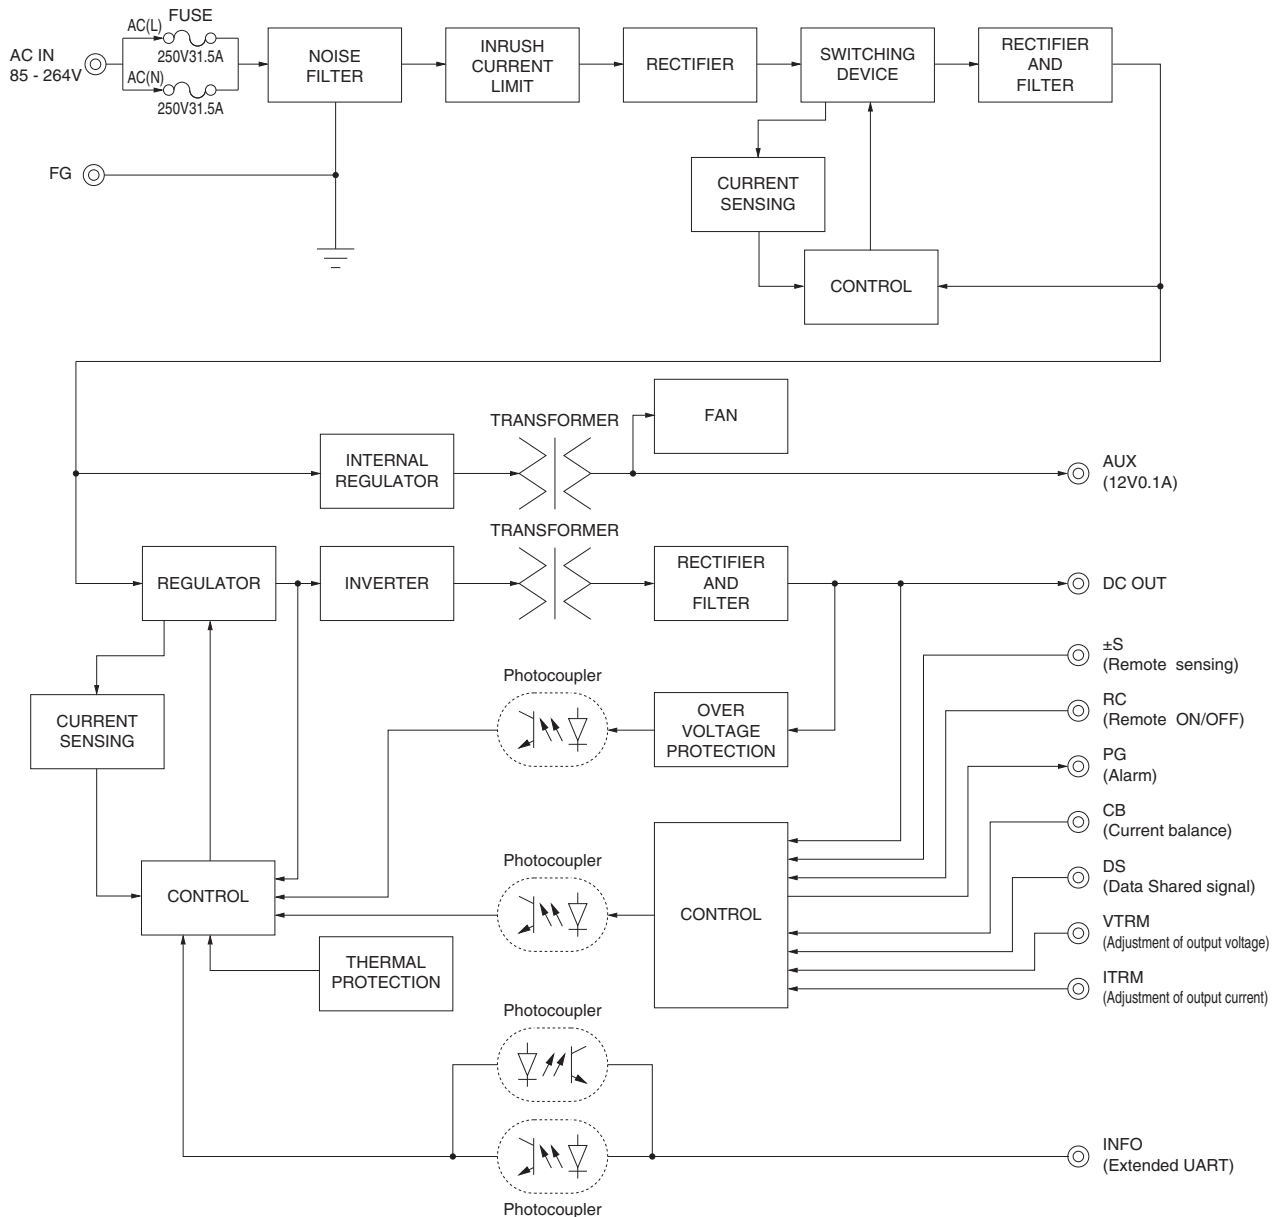 FUSE
AC(L)
AC IN
85 - 264V
250V31.5A
AC(N)
250V31.5A
NOISE
FILTER
INRUSH
CURRENT
LIMIT
RECTIFIER
SWITCHING
DEVICE
RECTIFIER
AND
FILTER
FG
CURRENT
SENSING
CONTROL
FAN
TRANSFORMER
INTERNAL
REGULATOR
AUX
(12V0.1A)
TRANSFORMER
REGULATOR
INVERTER
RECTIFIER
AND
FILTER
DC OUT
±S
(Remote sensing)
Photocoupler
OVER
VOLTAGE
PROTECTION
RC
(Remote ON/OFF)
CURRENT
SENSING
PG
(Alarm)
CB
(Current balance)
Photocoupler
DS
(Data Shared signal)
CONTROL
CONTROL
VTRM
(Adjustment of output voltage)
THERMAL
PROTECTION
ITRM
(Adjustment of output current)
Photocoupler
INFO
(Extended UART)
Photocoupler